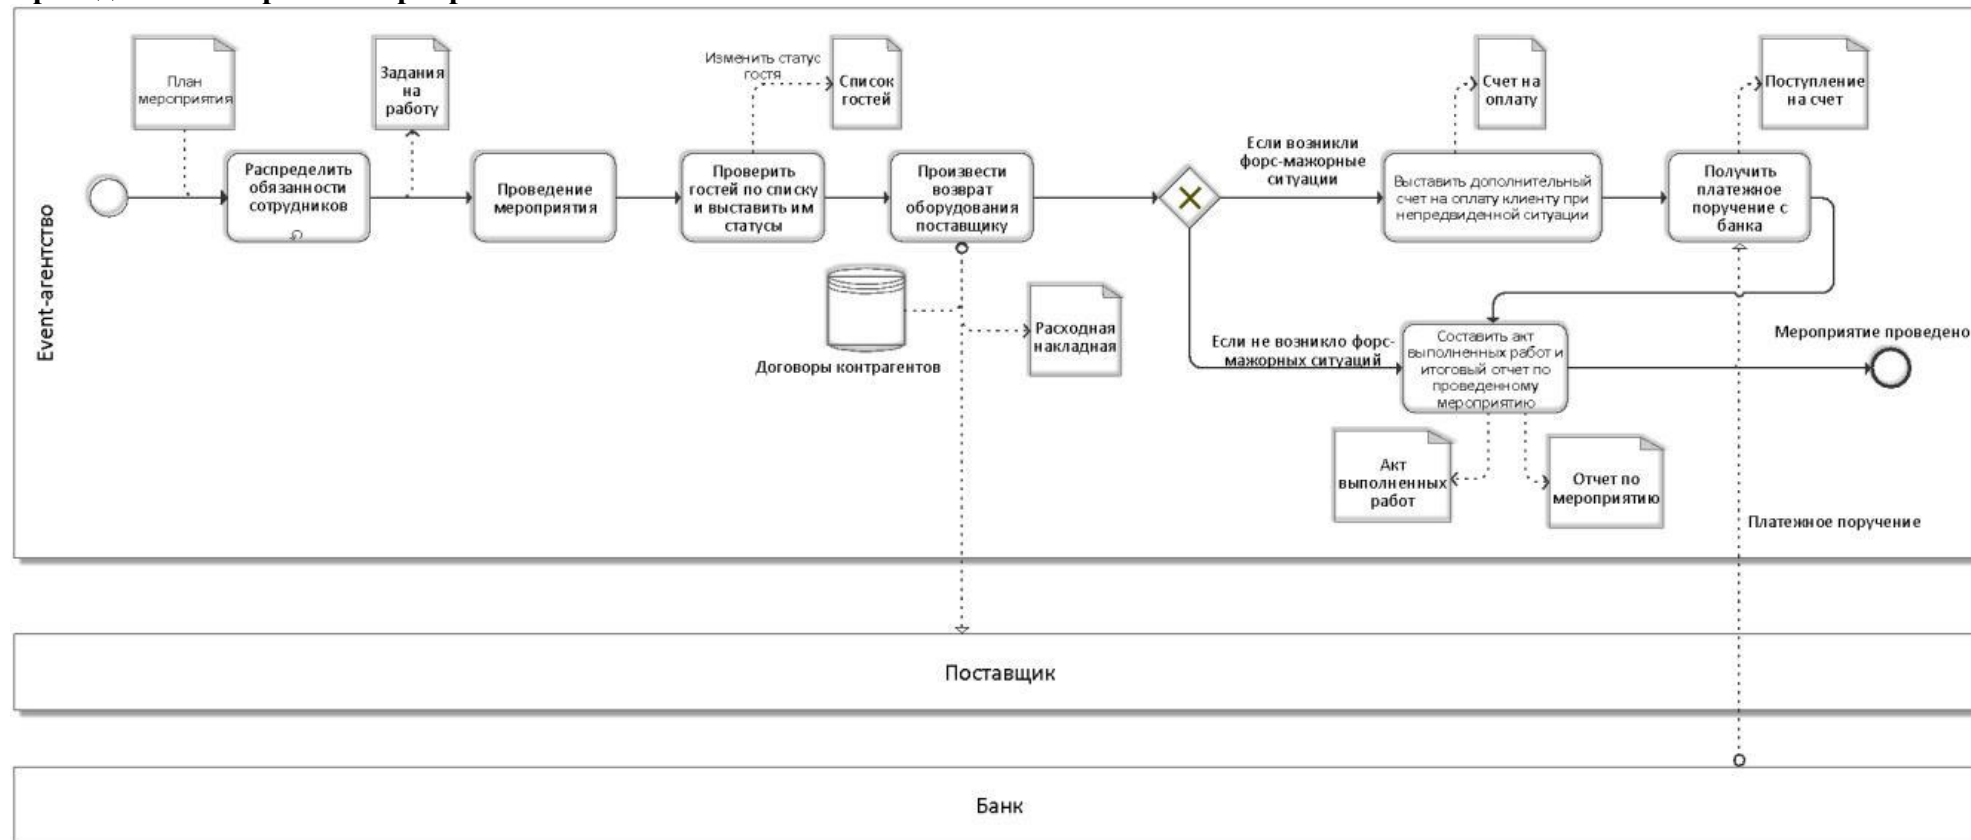 План
мероприятия
Задания
на
работу
Изменить статус
гостя
Список
гостей
Счет на
оплату
Поступление
на счет
Event-агентство
Распределить
обязанности
сотрудников
Проведение
мероприятия
Проверить
гостей по списку
и выставить им
статусы
Произвести
возврат
оборудования
поставщику
Если возникли
форс-мажорные
ситуации
Выставить дополнительный
счет на оплату клиенту при
непредвиденной ситуации
Получить
платежное
поручение с
банка
Договоры контрагентов
Расходная
накладная
Если не возникло форс-
мажорных ситуаций
Составить акт
выполненных работ и
итоговый отчет по
проведенному
мероприятию
Мероприятие проведено
Акт
выполненных
работ
Отчет по
мероприятию
Платежное поручение
Поставщик
Банк